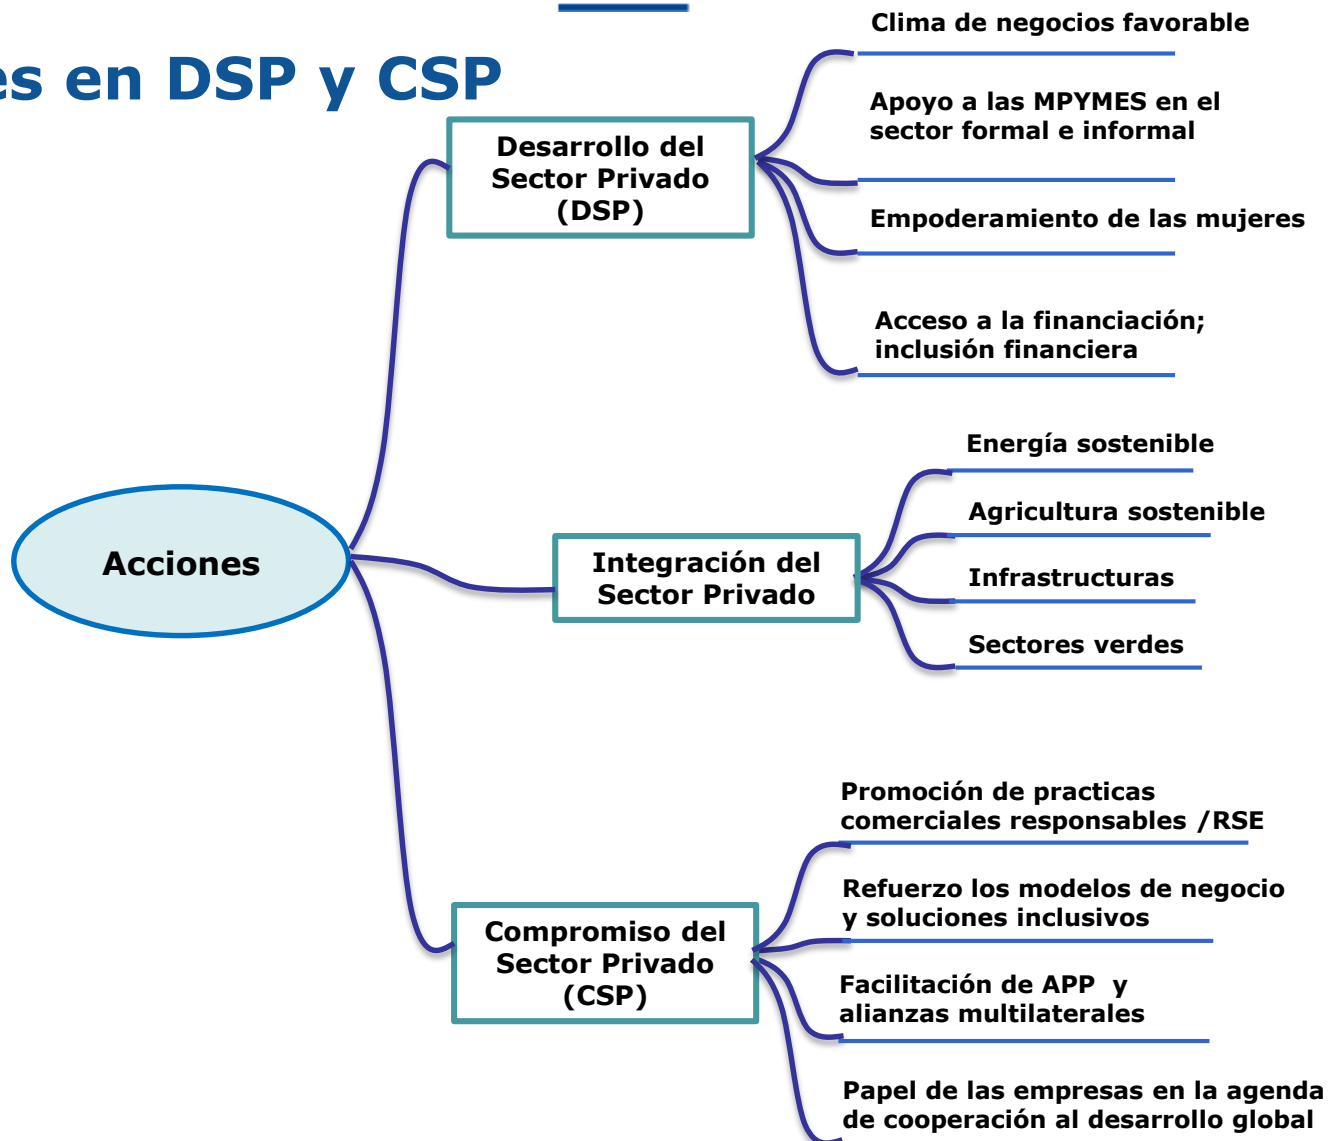 es en DSP y CSP
Clima de negocios favorable
Apoyo a las MPYMES en el
sector formal e informal
Desarrollo del
Sector Privado
(DSP)
Empoderamiento de las mujeres
Acceso a la financiación;
inclusión financiera
Energía sostenible
Agricultura sostenible
Acciones
Integración del
Sector Privado
Infrastructuras
Sectores verdes
Promoción de practicas
comerciales responsables /RSE
Refuerzo los modelos de negocio
y soluciones inclusivos
Compromiso del
Sector Privado
(CSP)
Facilitación de APP  y
alianzas multilaterales
Papel de las empresas en la agenda
de cooperación al desarrollo global